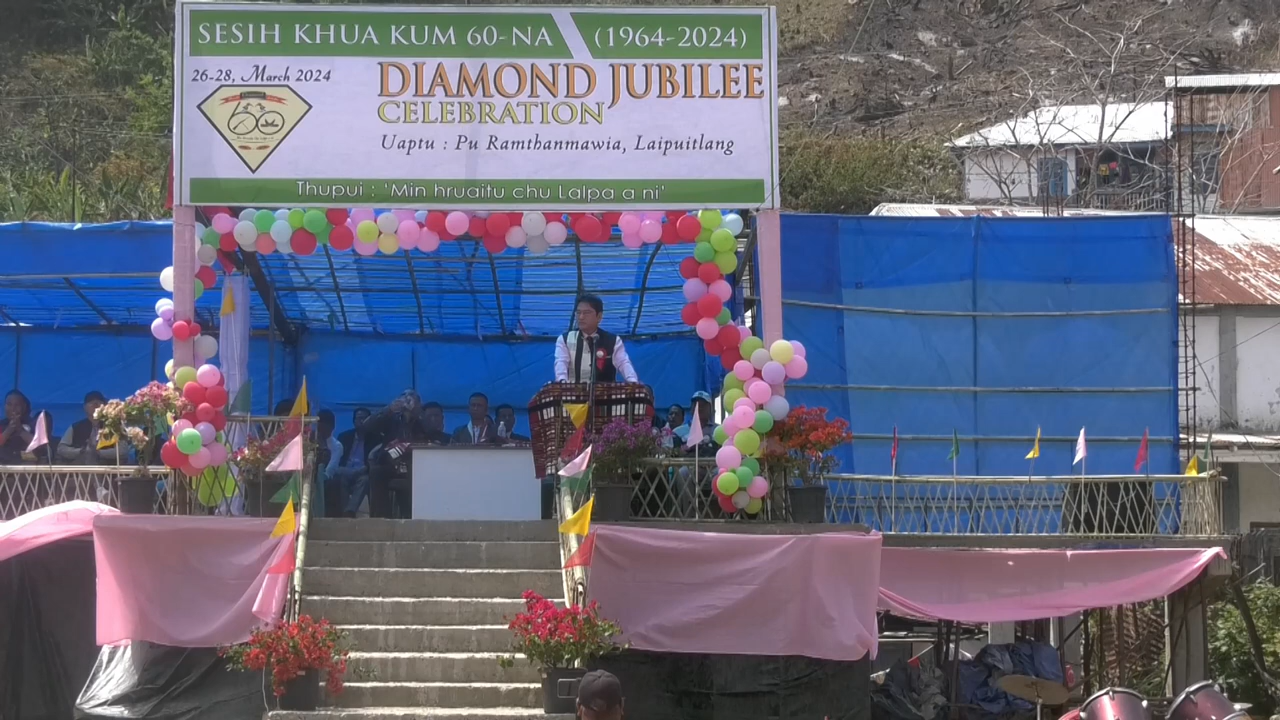 SESIH KHUA KUM 60-NA (1964-2024)
26-28, March 2024
DIAMOND JUBILEE
CELEBRATION
60
Uaptu : Pu Ramthanmawia, Laipuitlang
Thupui : 'Min hruaitu chu Lalpa a ni'